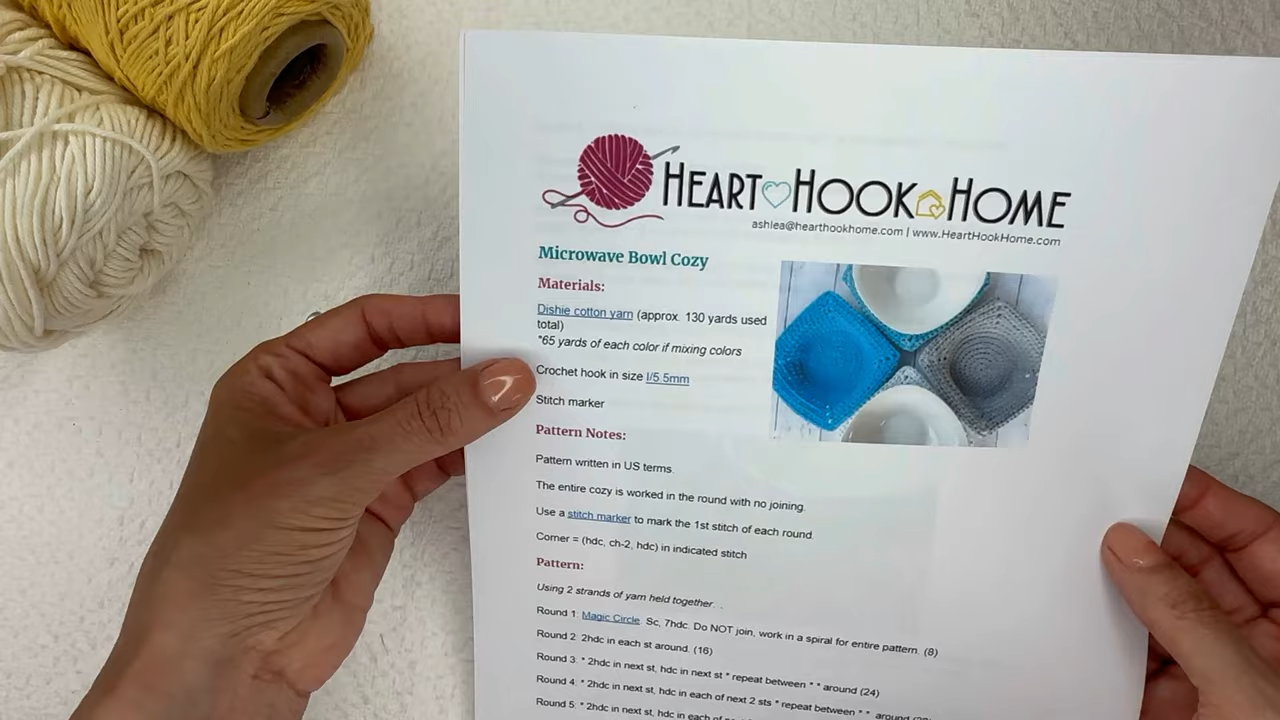 HEART HOOK HOME
ashlea@hearthookhome.com | www.HeartHookHome.com
Microwave Bowl Cozy
Materials:
Dishie cotton yarn (approx. 130 yards used
total)
*65 yards of each color if mixing colors
Crochet hook in size I/5.5mm
Stitch marker
Pattern Notes:
Pattern written in US terms.
The entire cozy is worked in the round with no joining.
Use a stitch marker to mark the 1st stitch of each round.
Corner = (hdc, ch-2, hdc) in indicated stitch
Pattern:
Using 2 strands of yarn held together. . .
Round 1: Magic Circle. Sc, 7hdc. Do NOT join, work in a spiral for entire pattern. (8)
Round 2: 2hdc in each st around. (16)
Round 3: * 2hdc in next st, hdc in next st * repeat between * * around (24)
Round 4: * 2hdc in next st, hdc in each of next 2 sts * repeat between * * around
Round 5: * 2hdc in next st, hdc in each of